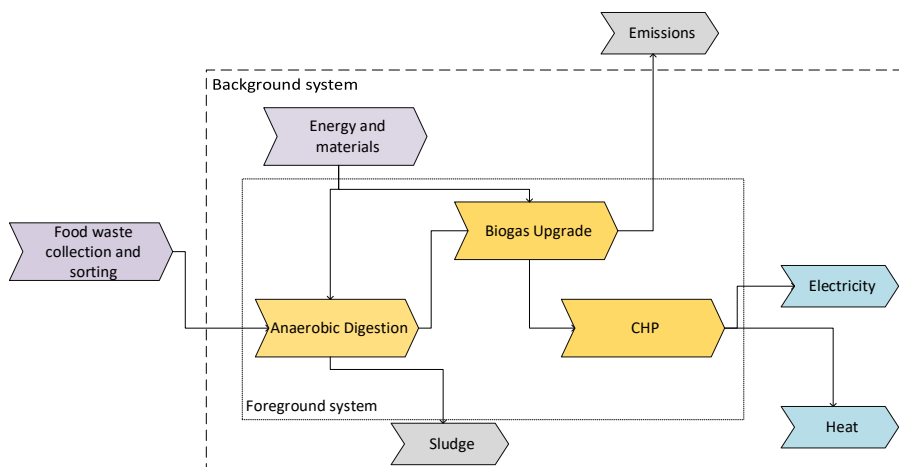 Emissions
Background system
Energy and
materials
Food waste
collection and
sorting
Biogas Upgrade
Electricity
Anaerobic Digestion
CHP
Foreground system
Sludge
Heat